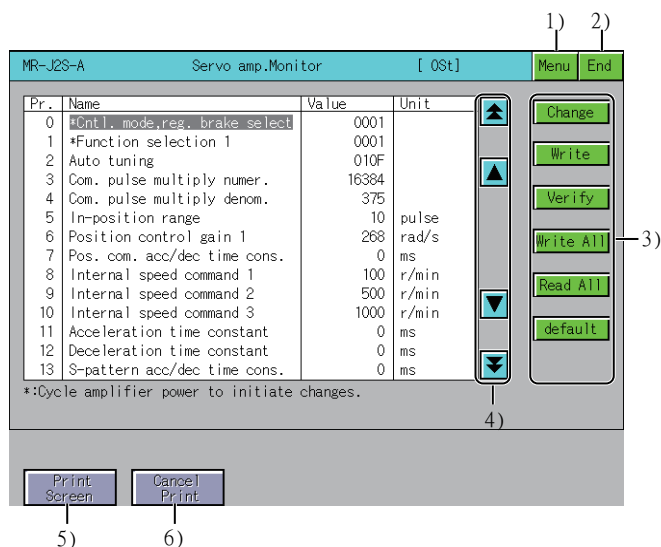 1) 2)
MR-J2S-A Servo amp.Monitor [ 0St] Menu End
Pr. Name Value Unit
0 *Cntl. mode,reg. brake select 0001
1 *Function selection 1 0001
2 Auto tuning 010F
3 Com. pulse multiply numer. 16384
4 Com. pulse multiply denom. 375
5 In-position range 10 pulse
6 Position control gain 1 268 rad/s
7 Pos. com. acc/dec time cons. 0 ms
8 Internal speed command 1 100 r/min
9 Internal speed command 2 500 r/min
10 Internal speed command 3 1000 r/min
11 Acceleration time constant 0 ms
12 Deceleration time constant 0 ms
13 S-pattern acc/dec time cons. 0 ms
*:Cycle amplifier power to initiate changes.
Change
Write
Verify
Write All
Read All
default
3)
4)
Print
Screen
Cancel
Print
5) 6)